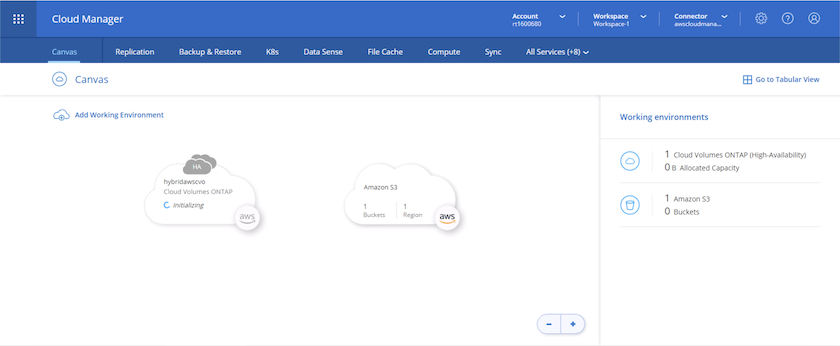 Cloud Manager
Account
rt1600680
Workspace
Workspace-1
Connector
awscloudmana...
Canvas
Replication
Backup & Restore
K8s
Data Sense
File Cache
Compute
Sync
All Services (+8)
Canvas
Go to Tabular View
Add Working Environment
HA
hybridawscvo
Cloud Volumes ONTAP
Initializing
aws
Amazon S3
1
Buckets
1
Region
aws
Working environments
1 Cloud Volumes ONTAP (High-Availability)
0 B Allocated Capacity
1 Amazon S3
0 Buckets